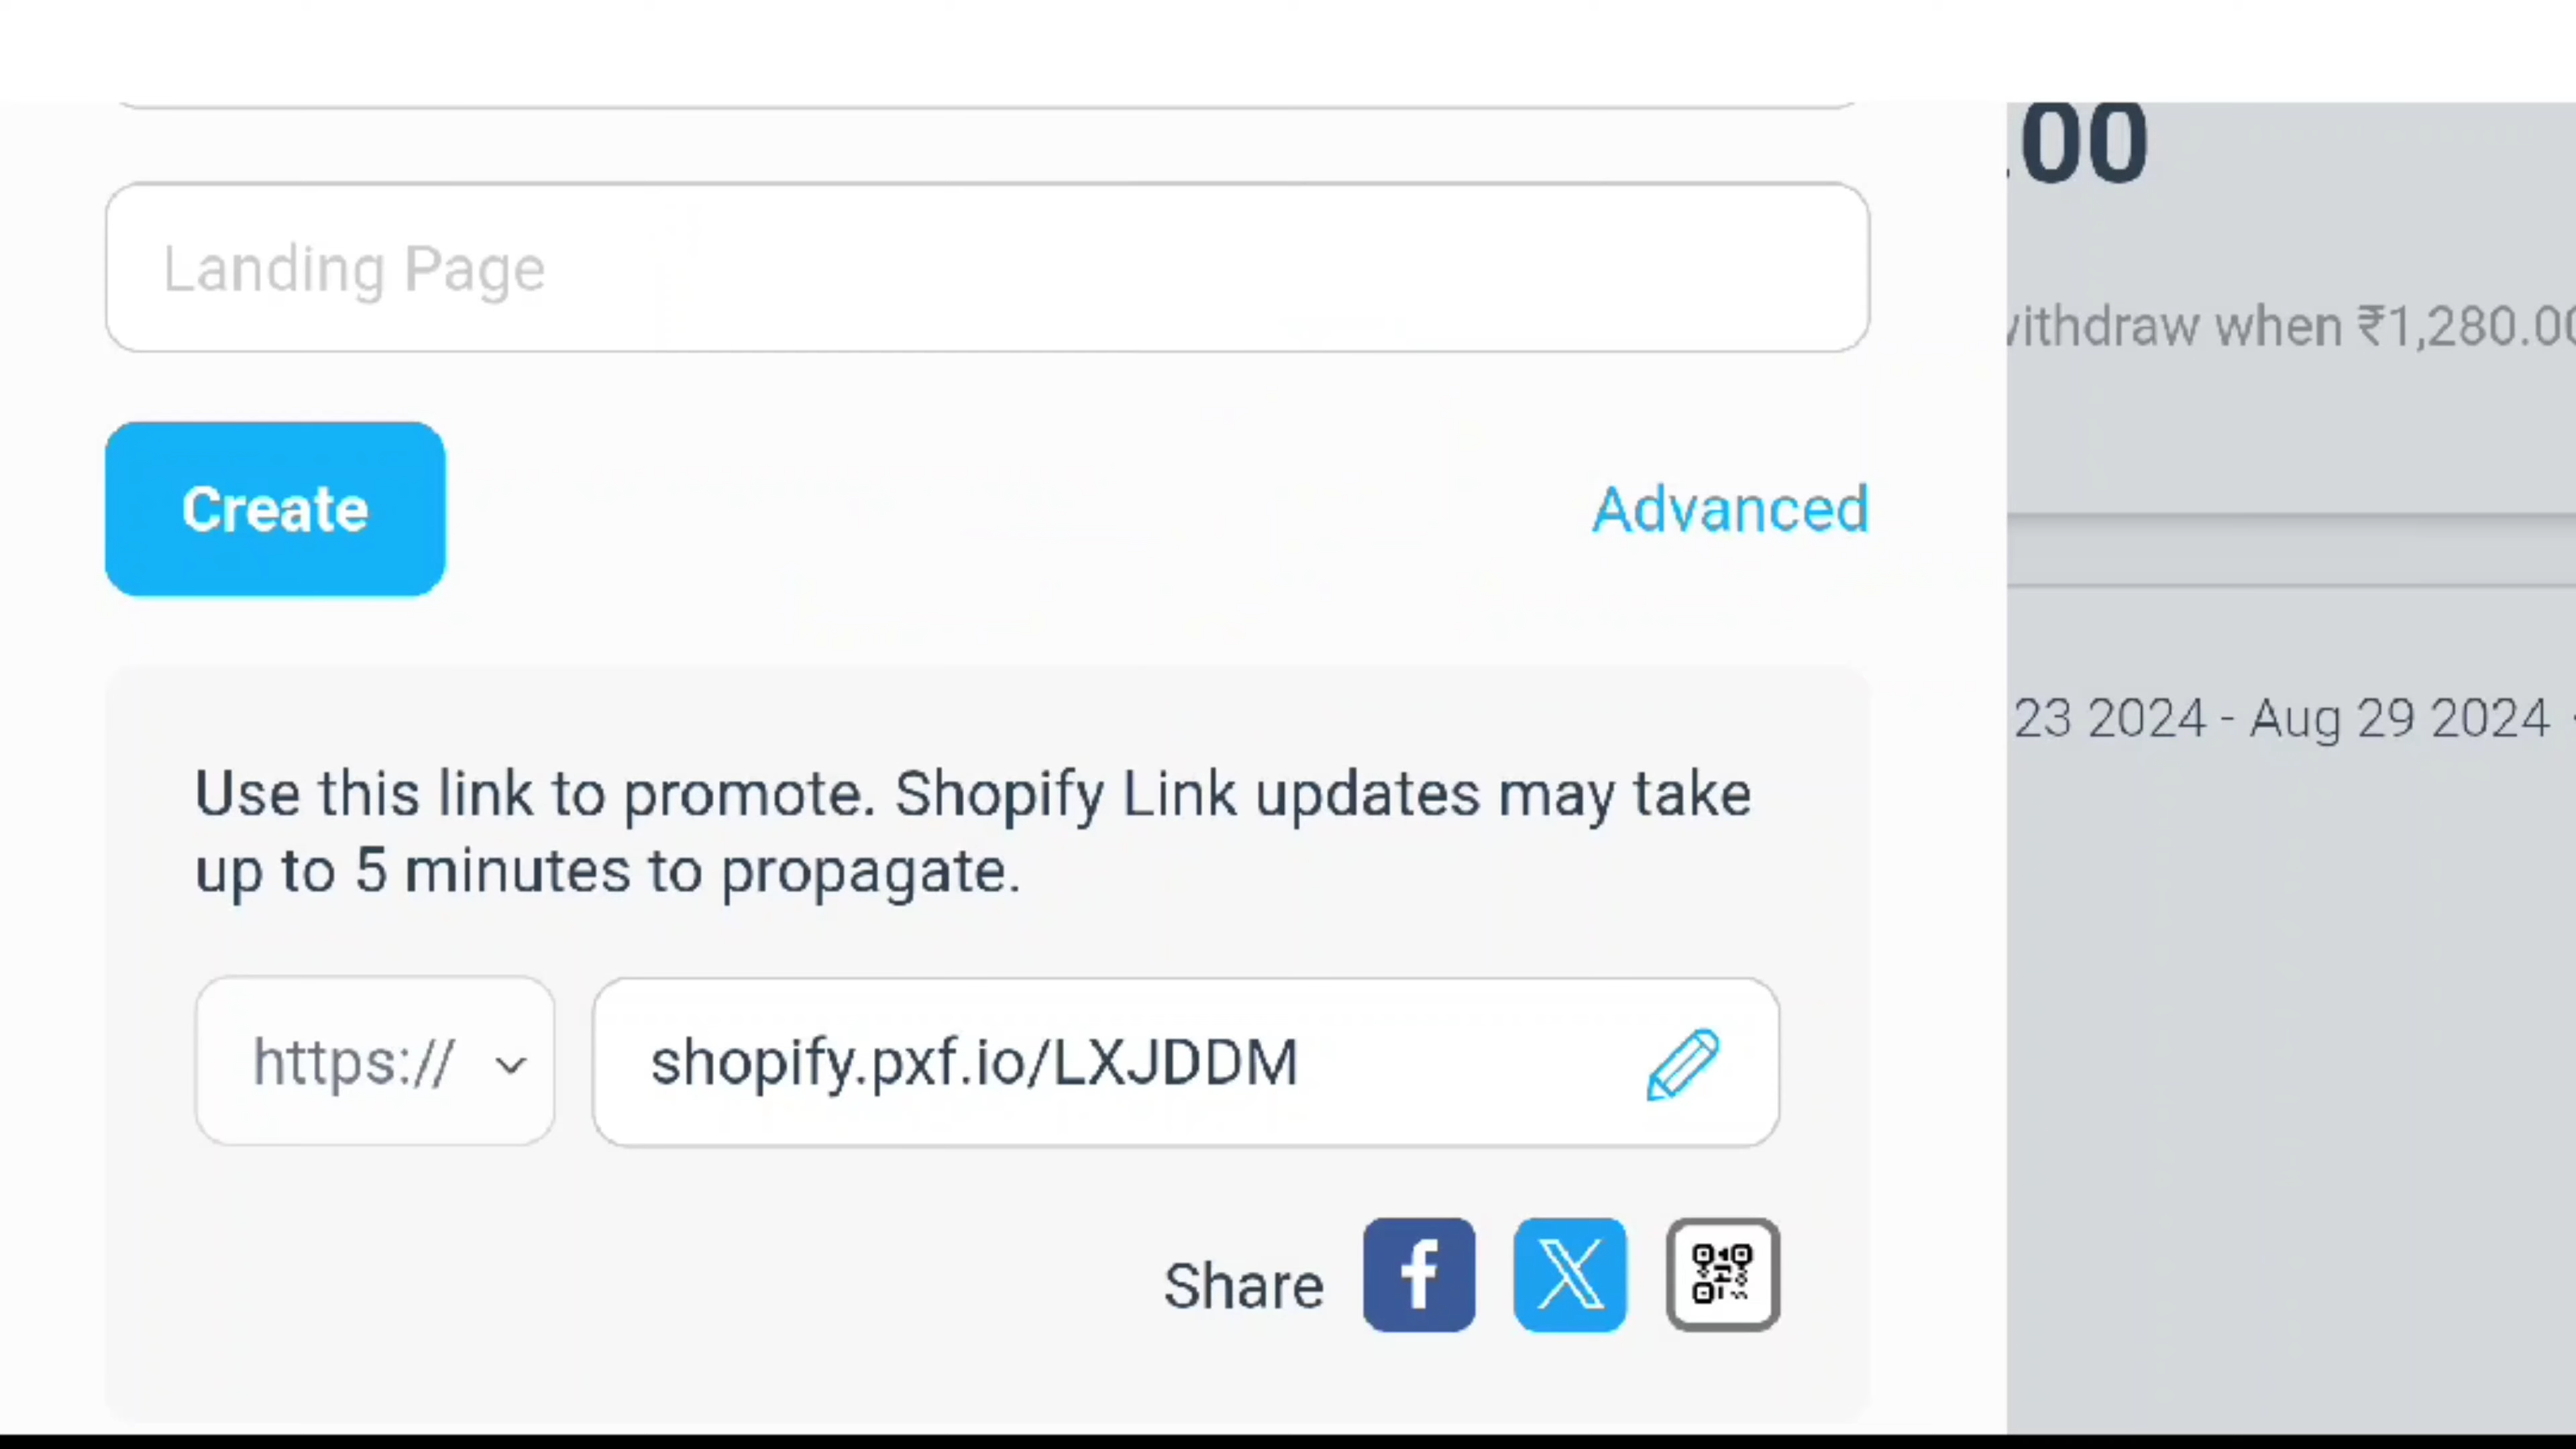 .00
Landing Page
withdraw when ₹1,280.00
Create
Advanced
23 2024 - Aug 29 2024
Use this link to promote. Shopify Link updates may take
up to 5 minutes to propagate.
https://
shopify.pxf.io/LXJDDM
Share